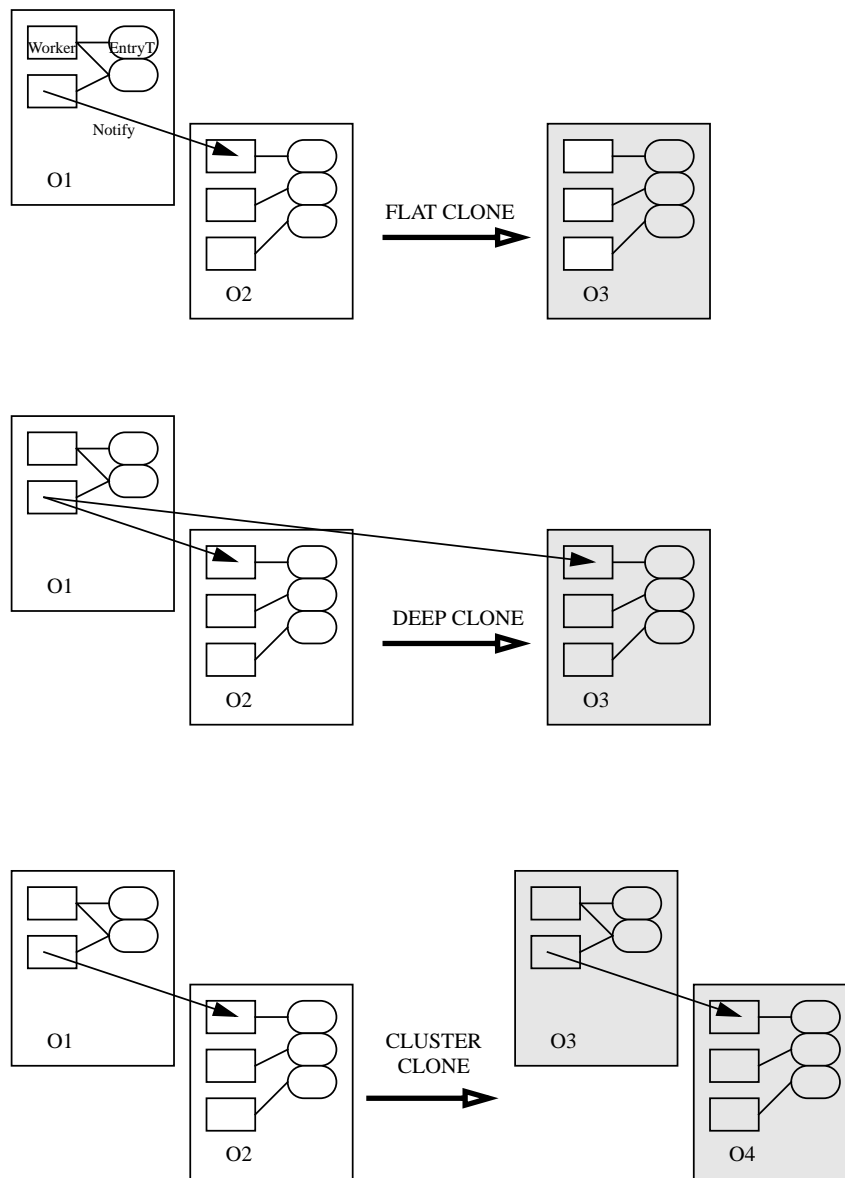 Worker
EntryT
Notify
O1
FLAT CLONE
O2
O3
O1
DEEP CLONE
O2
O3
O1
O3
CLUSTER
CLONE
O2
O4